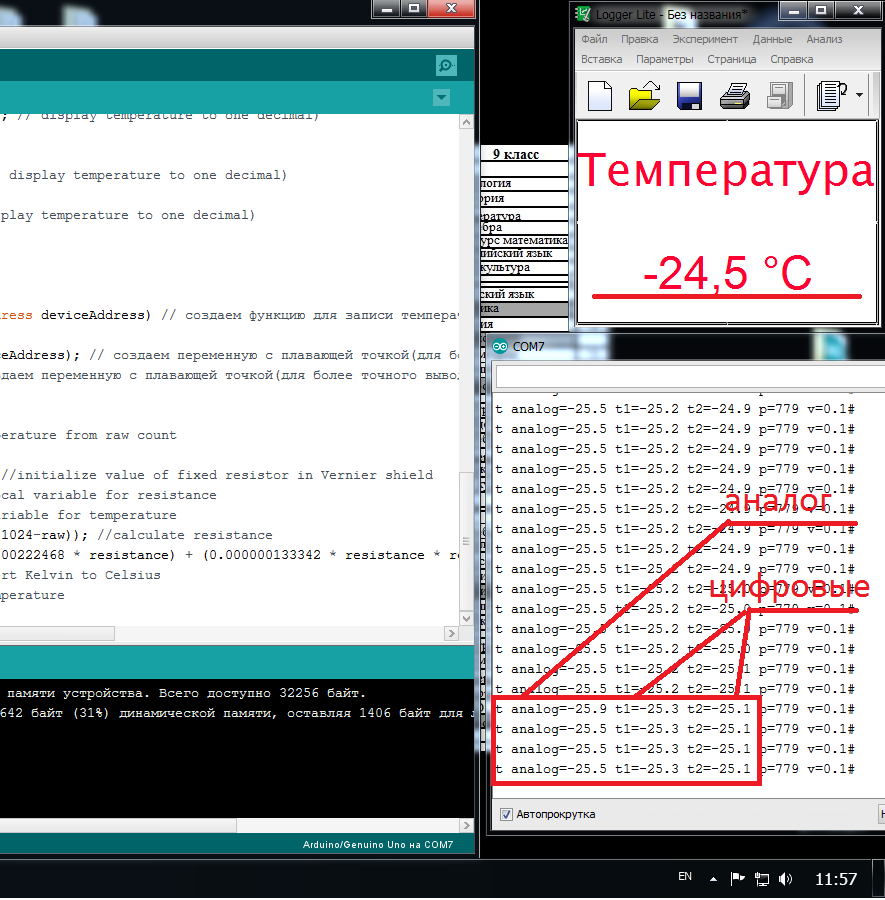 ; // display temperature to one decimal)
display temperature to one decimal)
play temperature to one decimal)
ress deviceAddress) // создаем функцию для записи темпера
eAddress); // создаем переменную с плавающей точкой(для бо
даем переменную с плавающей точкой(для более точного выво
erature from raw count
//initialize value of fixed resistor in Vernier shield
cal variable for resistance
riable for temperature
1024-raw)); //calculate resistance
00222468 * resistance) + (0.000000133342 * resistance * re
rt Kelvin to Celsius
perature
памяти устройства. Всего доступно 32256 байт.
642 байт (31%) динамической памяти, оставляя 1406 байт для л
Arduino/Genuino Uno на COM7
9 класс
логия
ория
ература
бра
урс математика
лийский язык
культура
ский язык
ика
ия
Logger Lite - Без названия*
Файл Правка Эксперимент Данные Анализ
Вставка Параметры Страница Справка
Температура
-24,5 °C
COM7
t analog=-25.5 t1=-25.2 t2=-24.9 p=779 v=0.1#
t analog=-25.5 t1=-25.2 t2=-24.9 p=779 v=0.1#
t analog=-25.5 t1=-25.2 t2=-24.9 p=779 v=0.1#
t analog=-25.5 t1=-25.2 t2=-24.9 p=779 v=0.1#
t analog=-25.5 t1=-25.2 t2=-24.9 p=779 v=0.1#
аналог
t analog=-25.5 t1=-25.2 t2=-24.9 p=779 v=0.1#
t analog=-25.5 t1=-25.2 t2=-24.9 p=779 v=0.1#
t analog=-25.5 t1=-25.2 t2=-24.9 p=779 v=0.1#
t analog=-25.5 t1=-25.2 t2=-24.9 p=779 v=0.1#
цифровые
t analog=-25.5 t1=-25.2 t2=-25.0 p=779 v=0.1#
t analog=-25.5 t1=-25.2 t2=-25.0 p=779 v=0.1#
t analog=-25.5 t1=-25.2 p=779 v=0.1#
t analog=-25.5 t1=-25.2 t2=-25.0 p=779 v=0.1#
t analog=-25.5 t1=-25.2 t2=-25.1 p=779 v=0.1#
t analog=-25.5 t1=-25.2 t2=-25.1 p=779 v=0.1#
t analog=-25.9 t1=-25.3 t2=-25.1 p=779 v=0.1#
t analog=-25.5 t1=-25.3 t2=-25.1 p=779 v=0.1#
t analog=-25.5 t1=-25.3 t2=-25.1 p=779 v=0.1#
t analog=-25.5 t1=-25.3 t2=-25.1 p=779 v=0.1#
Автопрокрутка
EN
11:57